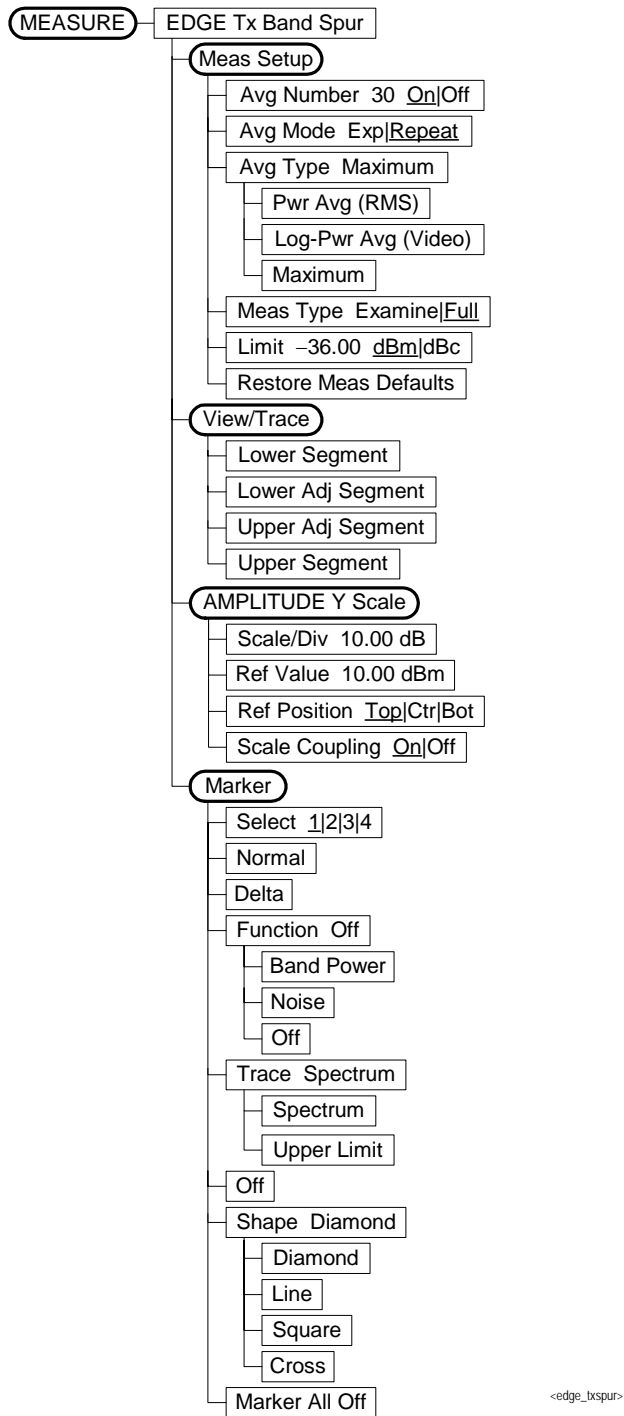 MEASURE
EDGE Tx Band Spur
Meas Setup
Avg Number 30 On|Off
Avg Mode Exp|Repeat
Avg Type Maximum
Pwr Avg (RMS)
Log-Pwr Avg (Video)
Maximum
Meas Type Examine|Full
Limit −36.00 dBm|dBc
Restore Meas Defaults
View/Trace
Lower Segment
Lower Adj Segment
Upper Adj Segment
Upper Segment
AMPLITUDE Y Scale
Scale/Div 10.00 dB
Ref Value 10.00 dBm
Ref Position Top|Ctr|Bot
Scale Coupling On|Off
Marker
Select 1|2|3|4
Normal
Delta
Function Off
Band Power
Noise
Off
Trace Spectrum
Spectrum
Upper Limit
Off
Shape Diamond
Diamond
Line
Square
Cross
Marker All Off
<edge_txspur>